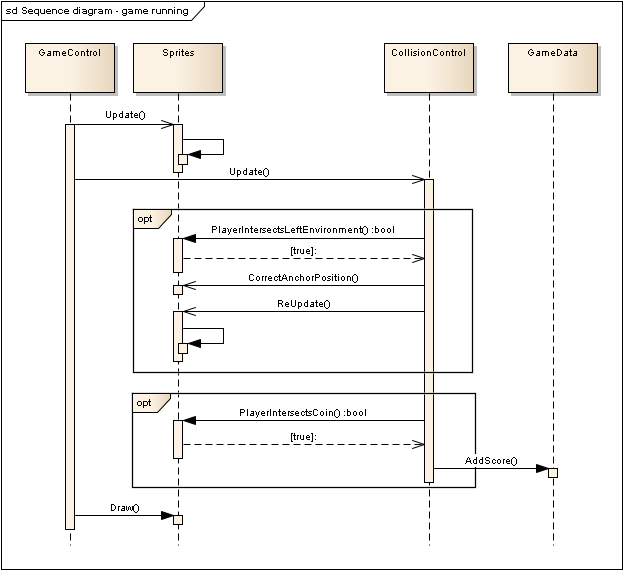 sd Sequence diagram - game running
GameControl
Sprites
CollisionControl
GameData
Update()
Update()
opt
PlayerIntersectsLeftEnvironment() :bool
[true]:
CorrectAnchorPosition()
ReUpdate()
opt
PlayerIntersectsCoin() :bool
[true]:
AddScore()
Draw()